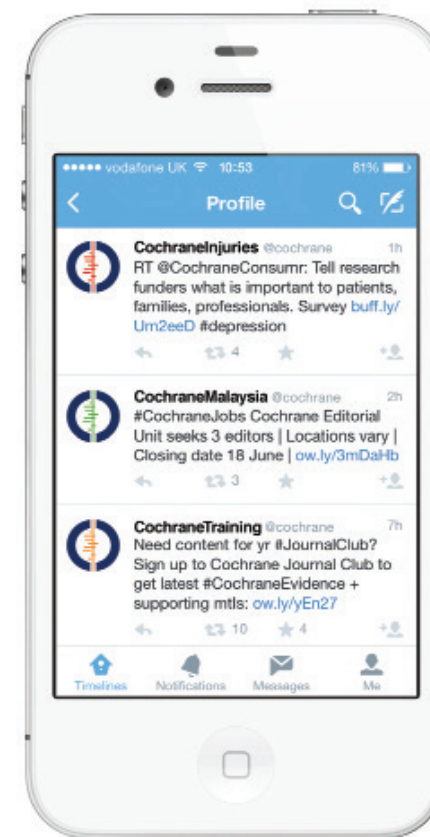 vodafone UK 10:53 81%
Profile
CochraneInjuries @cochrane 1h
RT @CochraneConsumr: Tell research
funders what is important to patients,
families, professionals. Survey buff.ly/
Um2eeD #depression
4
CochraneMalaysia @cochrane 2h
#CochraneJobs Cochrane Editorial
Unit seeks 3 editors | Locations vary |
Closing date 18 June | ow.ly/3mDaHb
3
CochraneTraining @cochrane 7h
Need content for yr #JournalClub?
Sign up to Cochrane Journal Club to
get latest #CochraneEvidence +
supporting mtls: ow.ly/yEn27
10 4
Timelines Notifications Messages Me